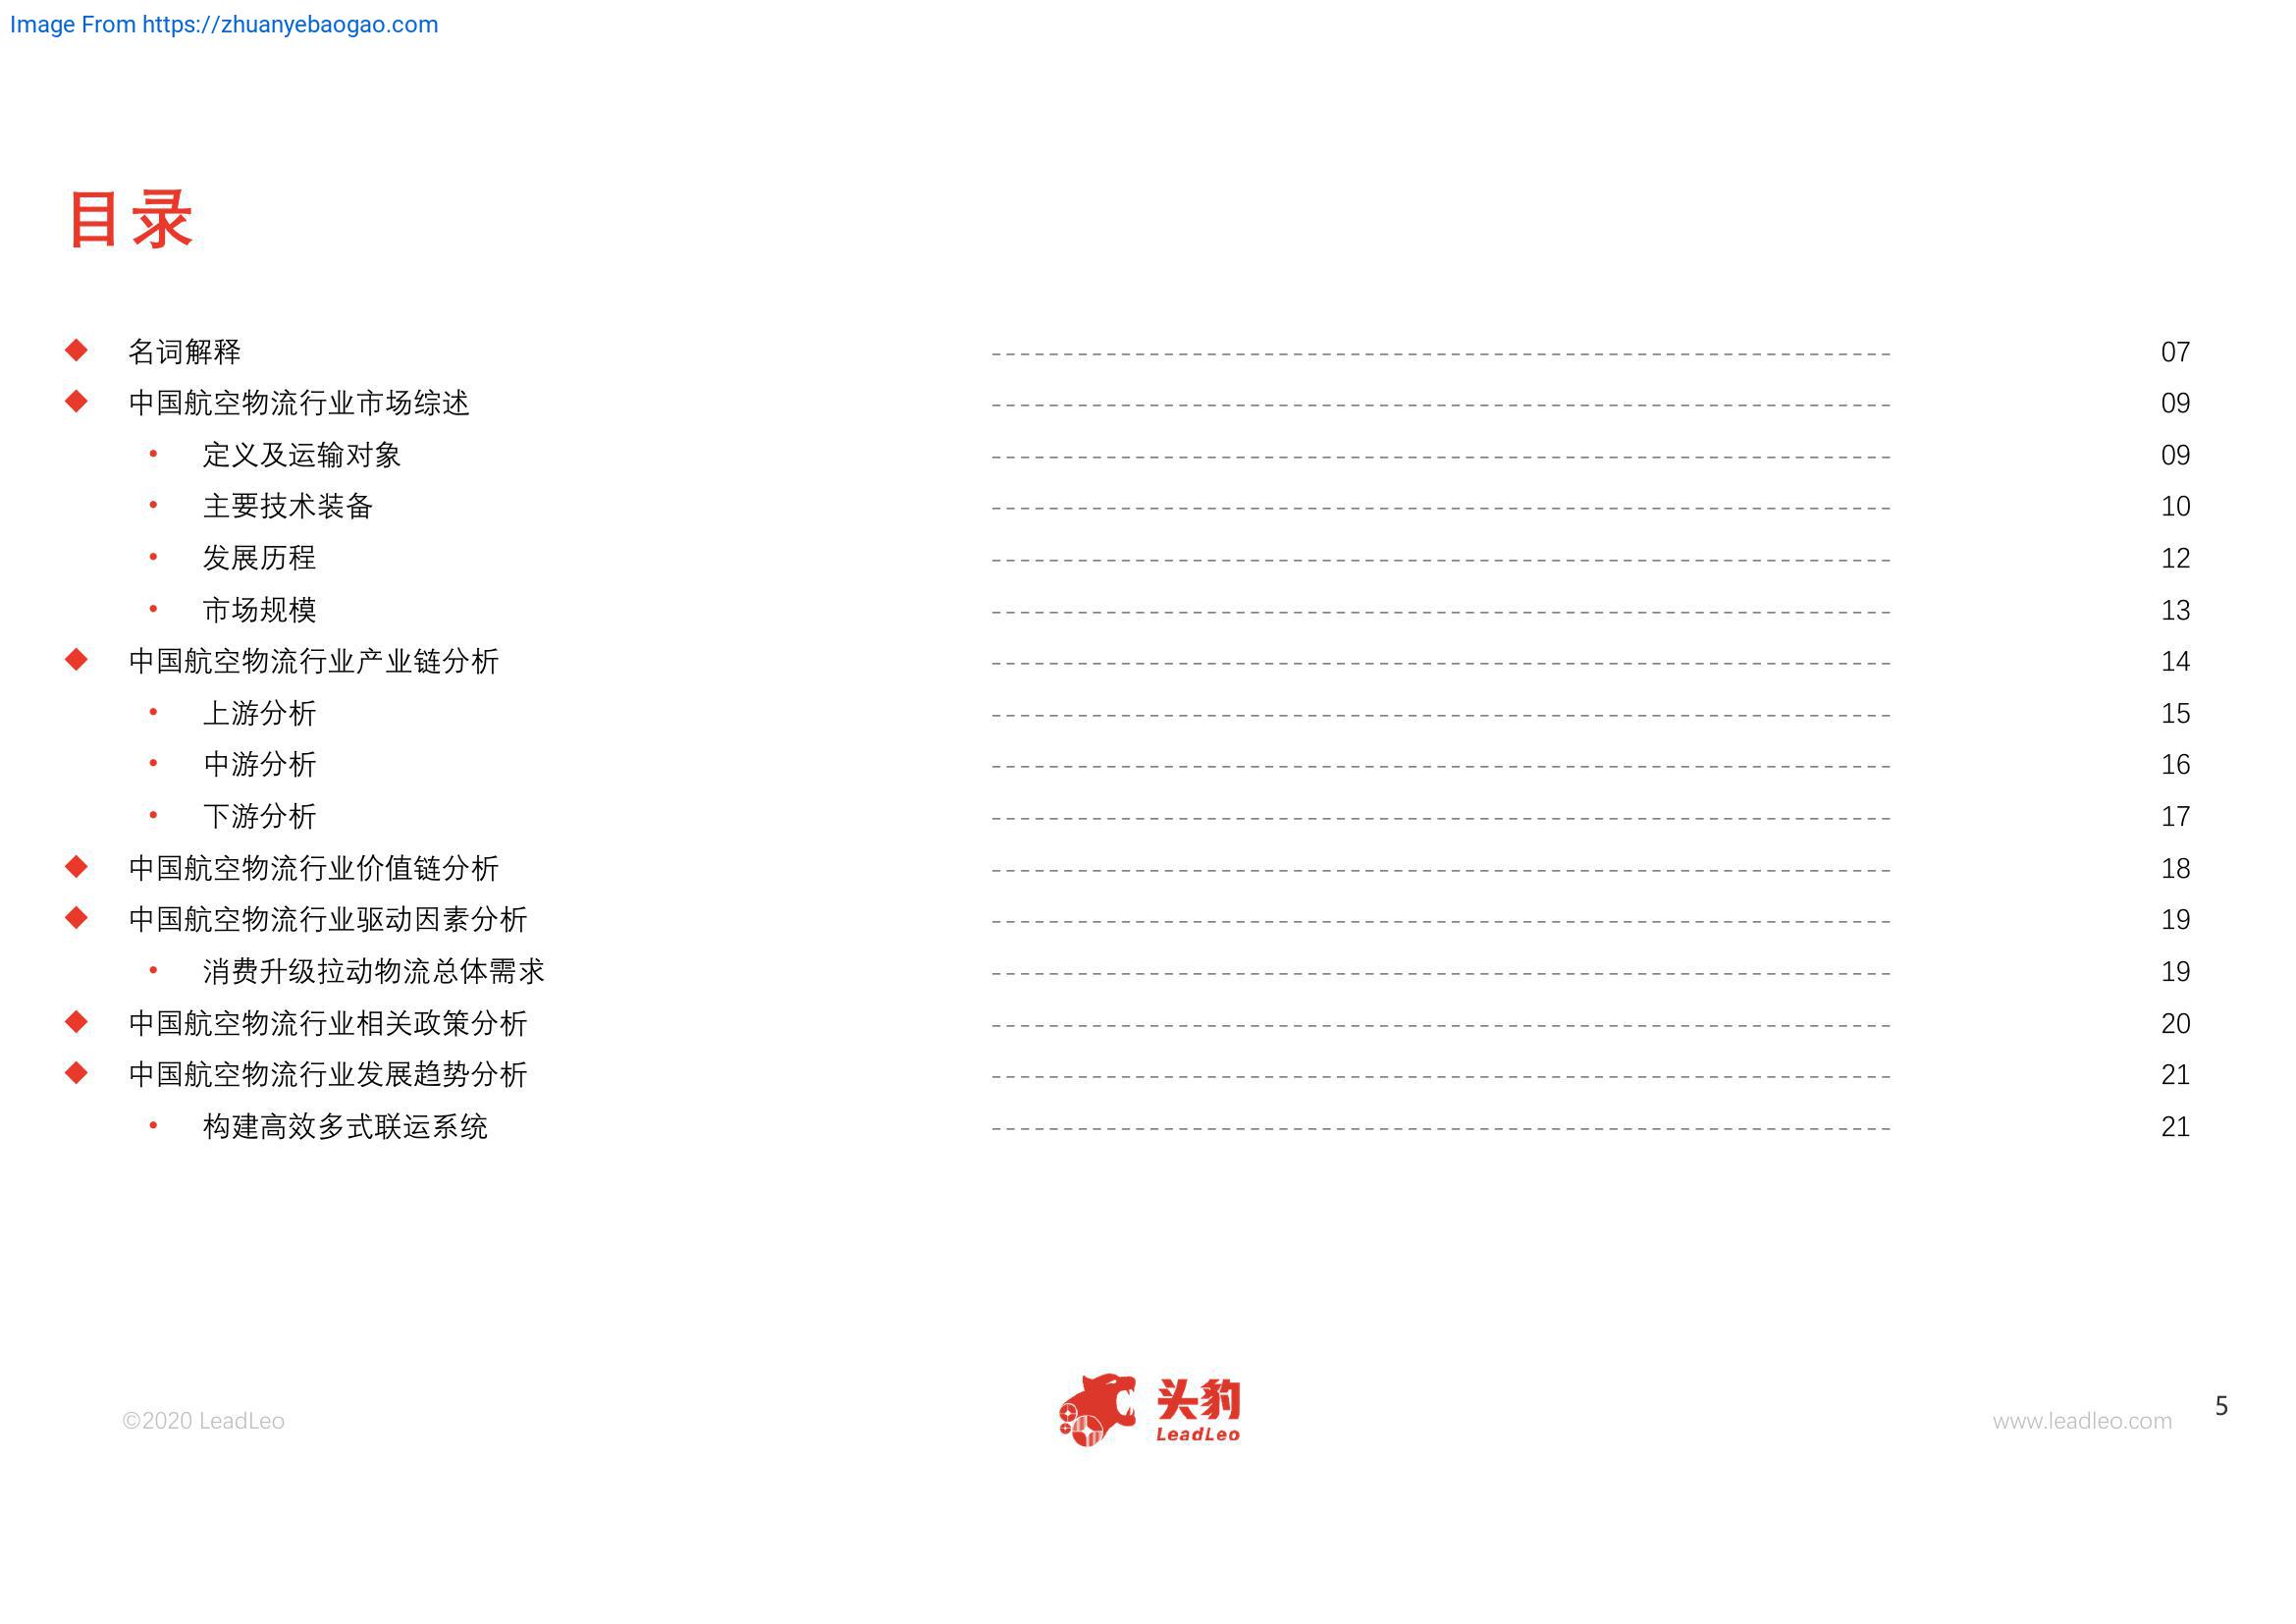 Image From https://zhuanyebaogao.com
目录
◆ 名词解释 ---------------------------------------------------------------- 07
◆ 中国航空物流行业市场综述 ---------------------------------------------------------------- 09
• 定义及运输对象 ---------------------------------------------------------------- 09
• 主要技术装备 ---------------------------------------------------------------- 10
• 发展历程 ---------------------------------------------------------------- 12
• 市场规模 ---------------------------------------------------------------- 13
◆ 中国航空物流行业产业链分析 ---------------------------------------------------------------- 14
• 上游分析 ---------------------------------------------------------------- 15
• 中游分析 ---------------------------------------------------------------- 16
• 下游分析 ---------------------------------------------------------------- 17
◆ 中国航空物流行业价值链分析 ---------------------------------------------------------------- 18
◆ 中国航空物流行业驱动因素分析 ---------------------------------------------------------------- 19
• 消费升级拉动物流总体需求 ---------------------------------------------------------------- 19
◆ 中国航空物流行业相关政策分析 ---------------------------------------------------------------- 20
◆ 中国航空物流行业发展趋势分析 ---------------------------------------------------------------- 21
• 构建高效多式联运系统 ---------------------------------------------------------------- 21
©2020 LeadLeo
头豹
LeadLeo
www.leadleo.com
5